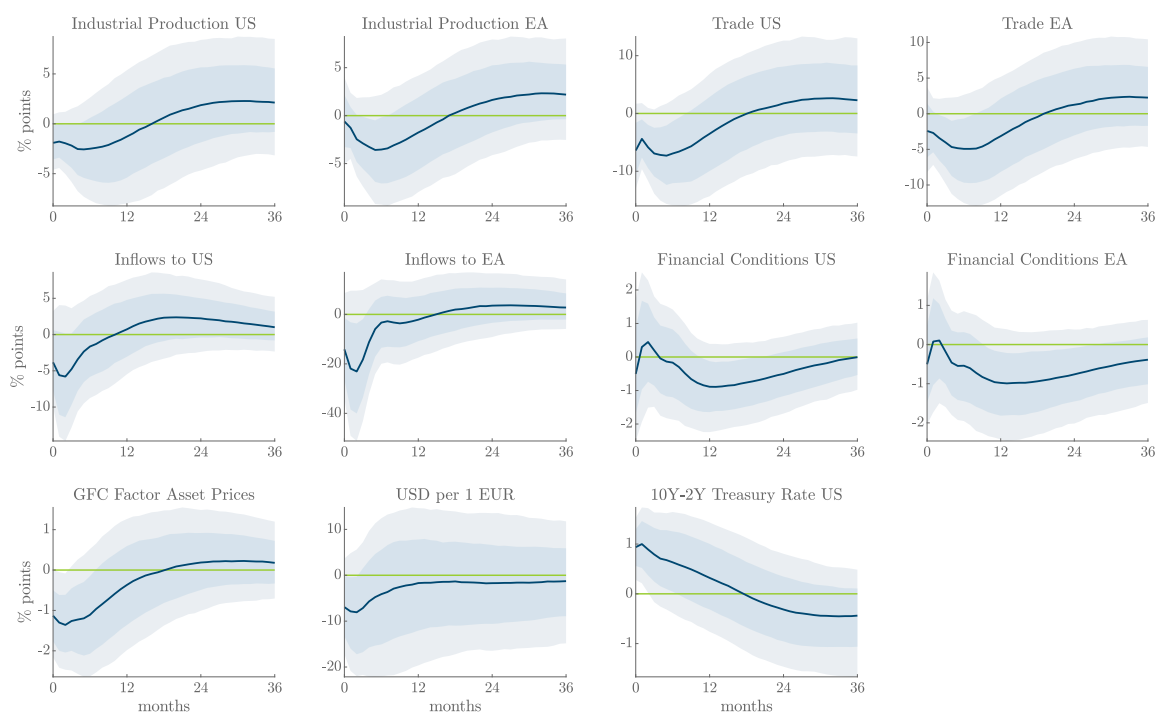 Industrial Production US Industrial Production EA Trade US Trade EA
% points
5
0
-5
0 12 24 36
5
0
-5
0 12 24 36
10
0
-10
0 12 24 36
10
5
0
-5
-10
0 12 24 36
Inflows to US Inflows to EA Financial Conditions US Financial Conditions EA
% points
5
0
-5
-10
0 12 24 36
0
-20
-40
0 12 24 36
2
1
0
-1
-2
0 12 24 36
1
0
-1
-2
0 12 24 36
GFC Factor Asset Prices USD per 1 EUR 10Y-2Y Treasury Rate US
% points
1
0
-1
-2
0 12 24 36
months
10
0
-10
-20
0 12 24 36
months
1
0
-1
0 12 24 36
months